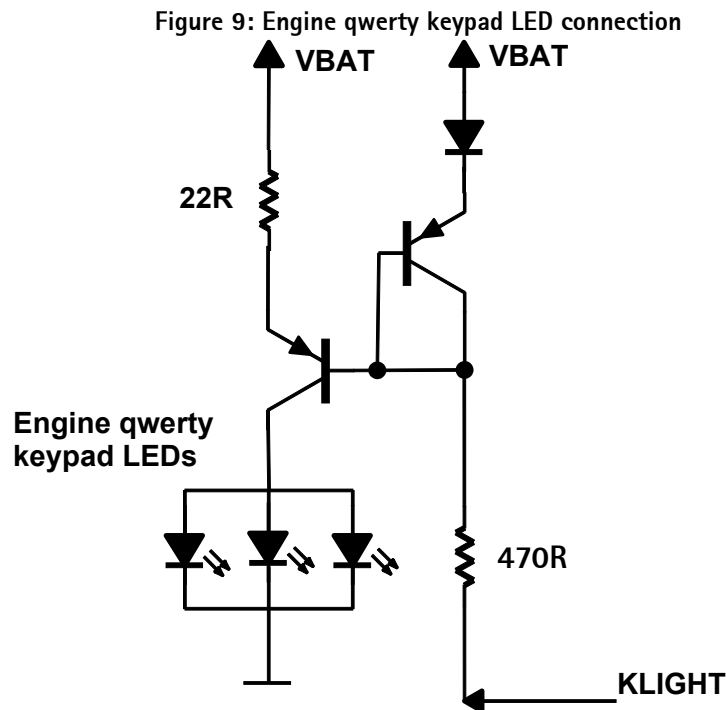 Figure 9: Engine qwerty keypad LED connection
VBAT
VBAT
22R
Engine qwerty
keypad LEDs
470R
KLIGHT